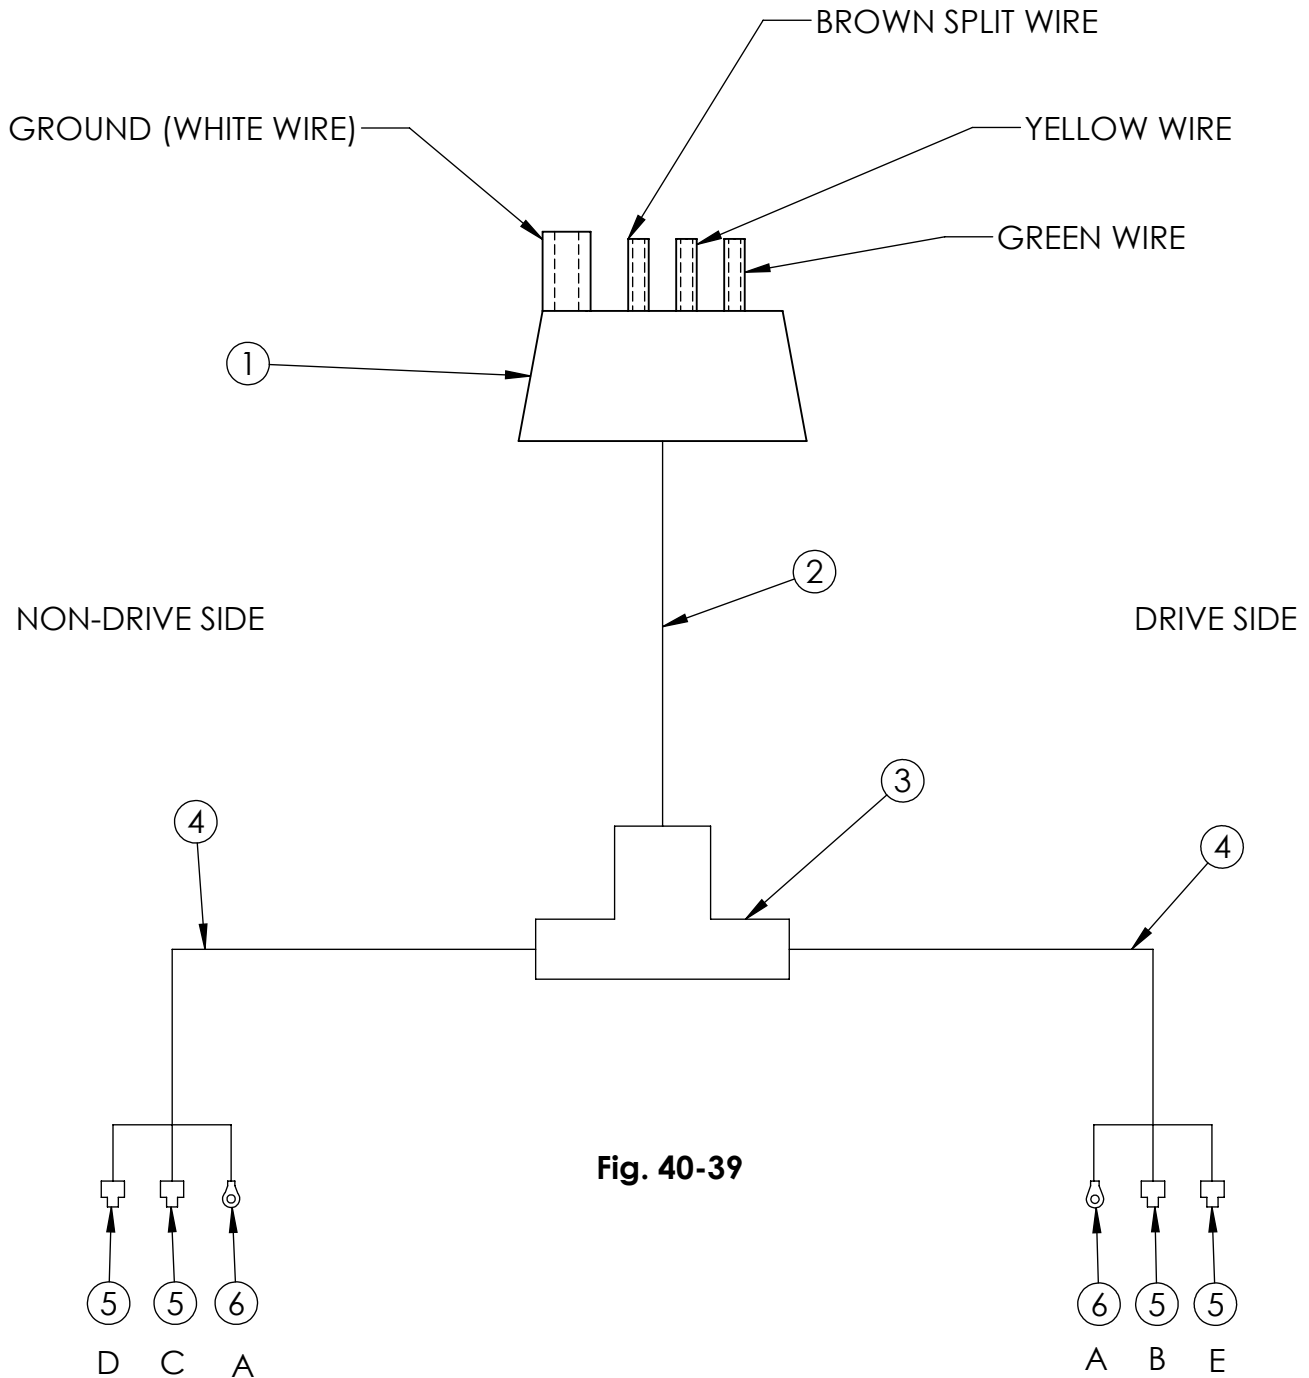 BROWN SPLIT WIRE
GROUND (WHITE WIRE)
YELLOW WIRE
GREEN WIRE
1
2
NON-DRIVE SIDE
DRIVE SIDE
3
4
4
Fig. 40-39
5
5
6
6
5
5
D
C
A
A
B
E